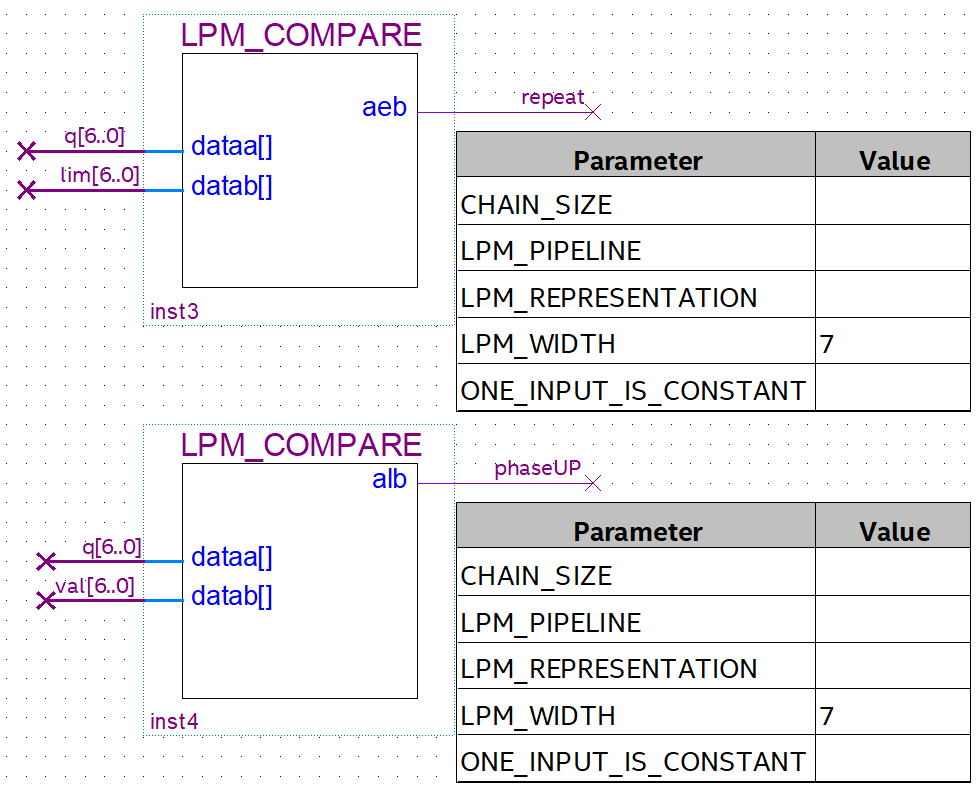 LPM_COMPARE
aeb
repeat
q[6..0]
dataa[]
lim[6..0]
datab[]
inst3
Parameter Value
CHAIN_SIZE
LPM_PIPELINE
LPM_REPRESENTATION
LPM_WIDTH 7
ONE_INPUT_IS_CONSTANT
LPM_COMPARE
alb
phaseUP
q[6..0]
dataa[]
val[6..0]
datab[]
inst4
Parameter Value
CHAIN_SIZE
LPM_PIPELINE
LPM_REPRESENTATION
LPM_WIDTH 7
ONE_INPUT_IS_CONSTANT